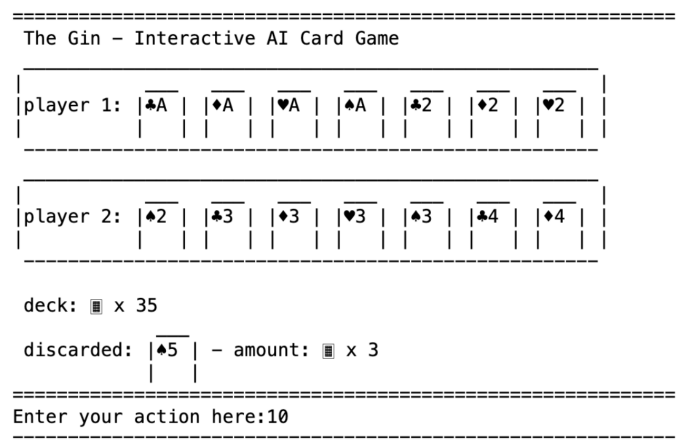 The Gin – Interactive AI Card Game
player 1: |♣A | |♦A | |♥A | |♠A | |♣2 | |♦2 | |♥2 |
player 2: |♠2 | |♣3 | |♦3 | |♥3 | |♠3 | |♣4 | |♦4 |
deck: 🂠 x 35
discarded: |♠5 | – amount: 🂠 x 3
Enter your action here:10